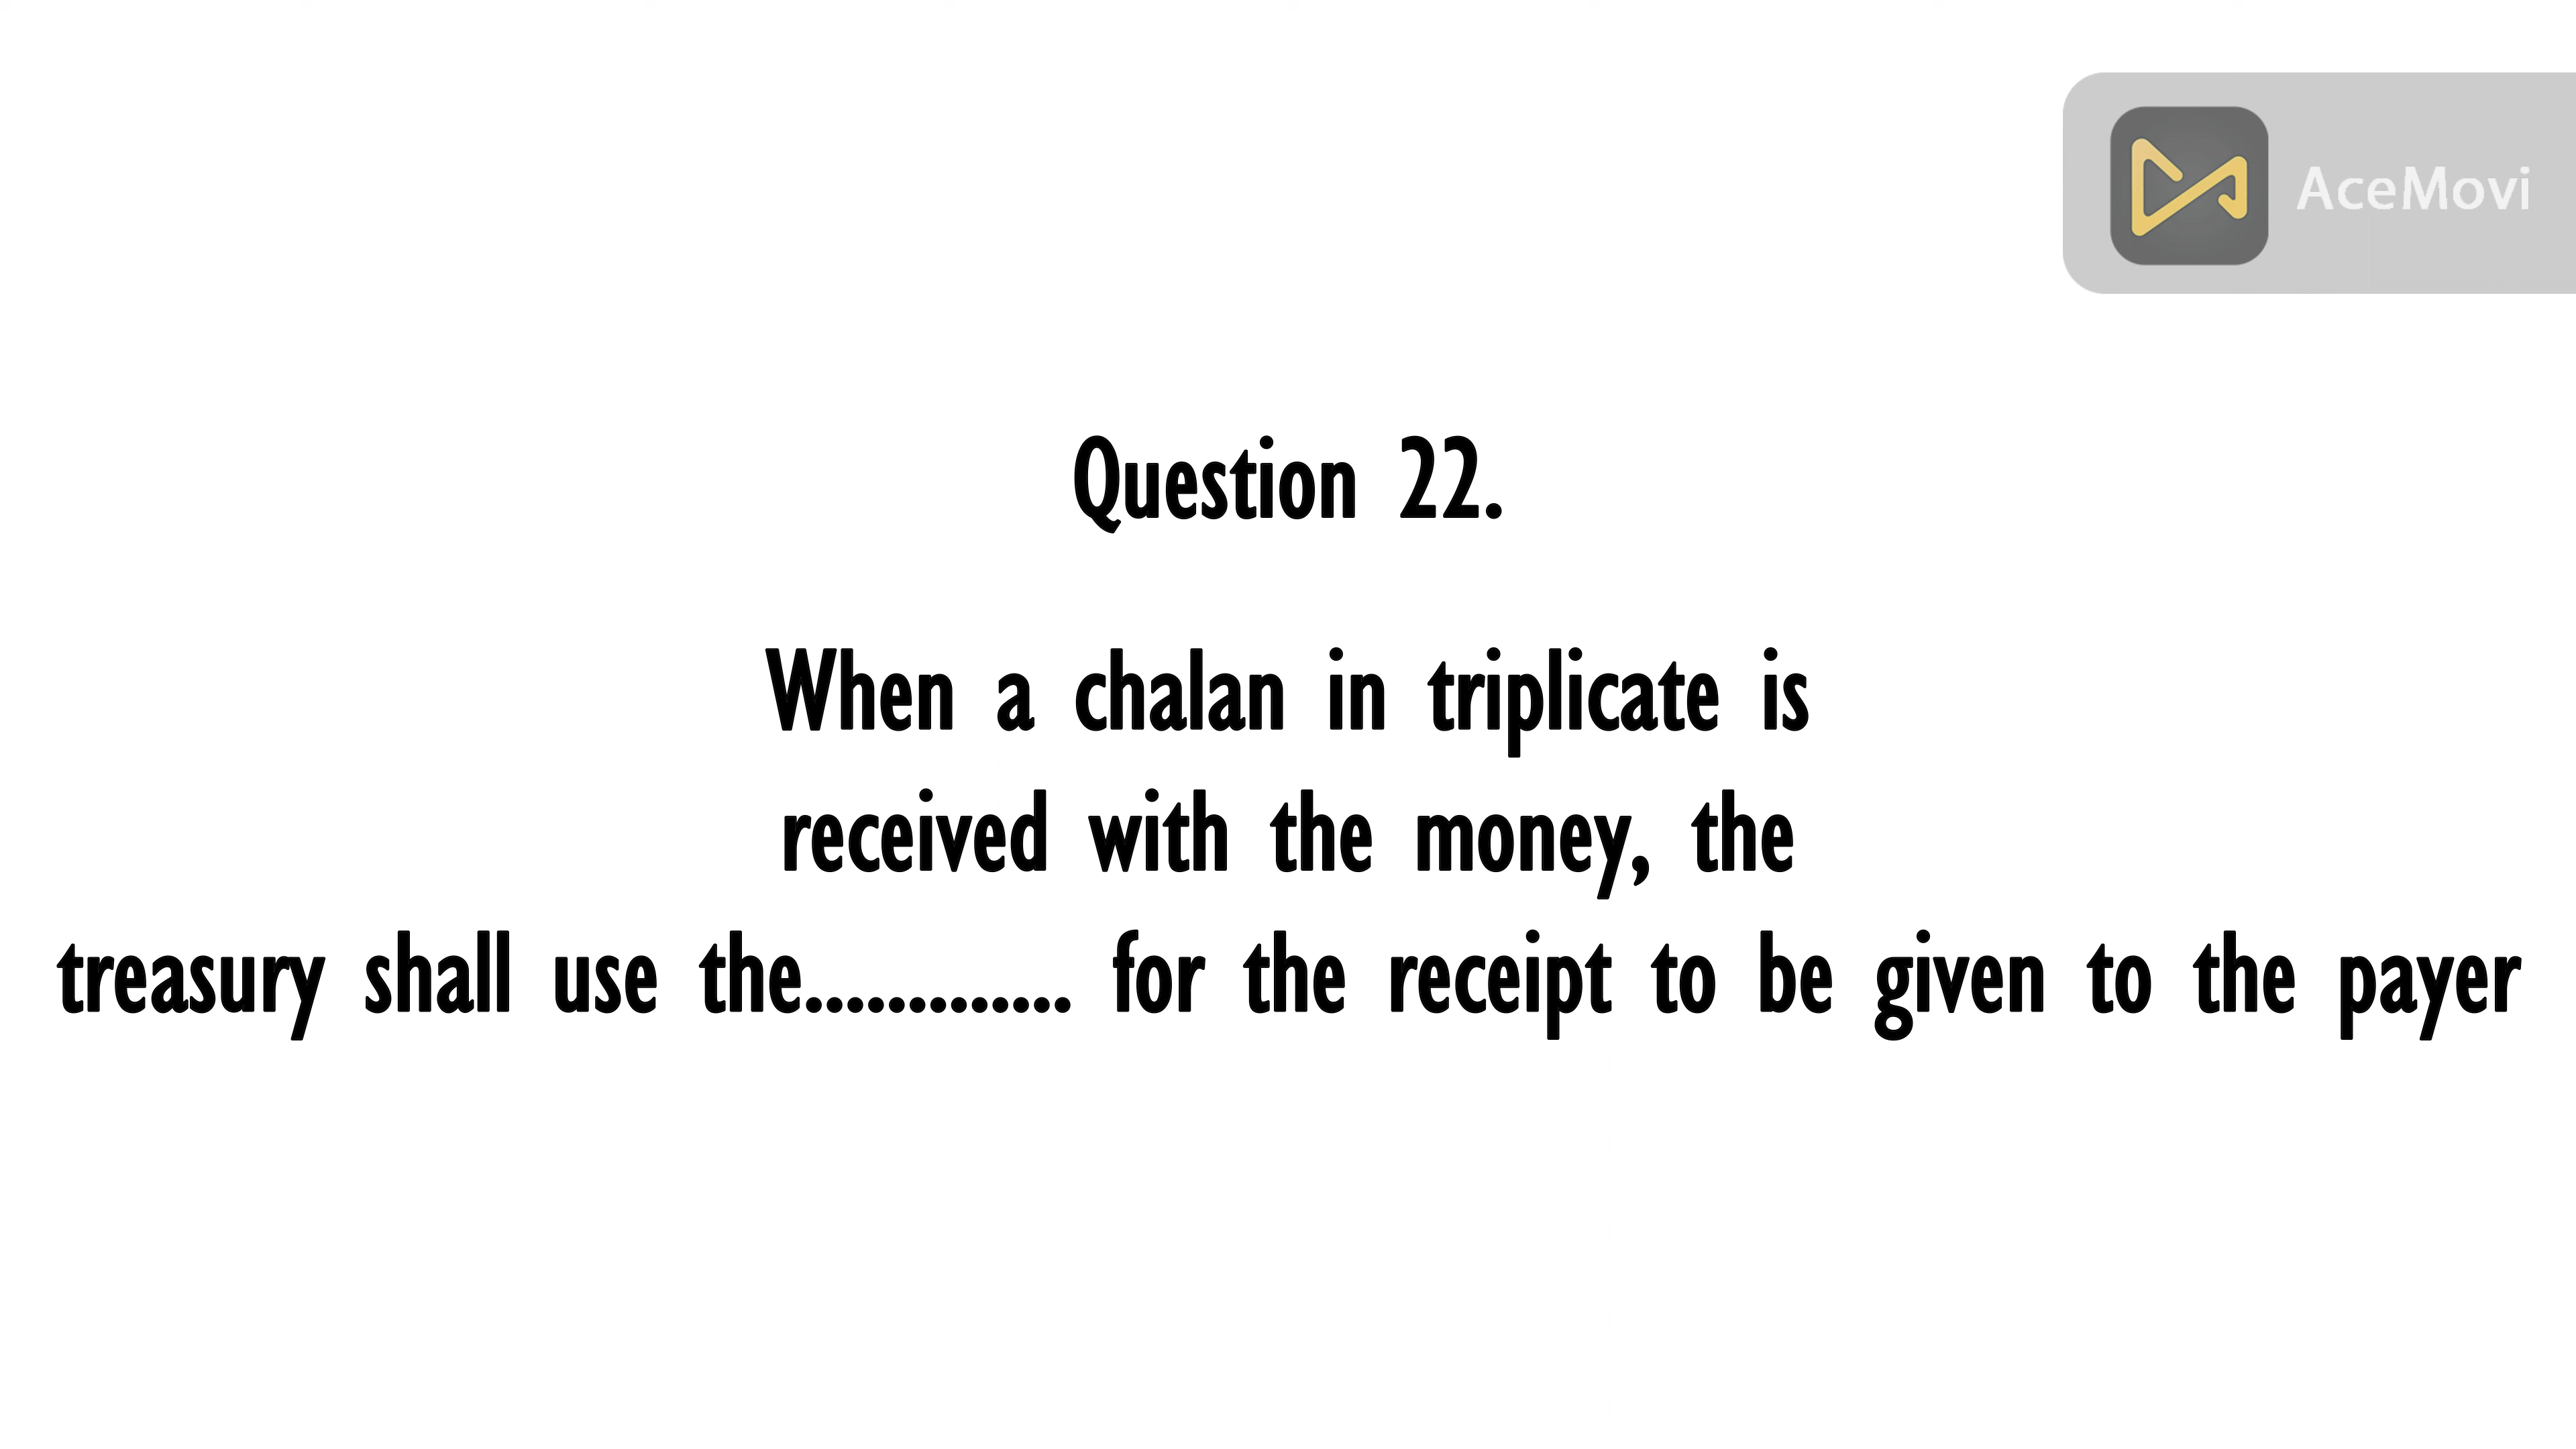 AceMovi
Question 22.
When a chalan in triplicate is
received with the money, the
treasury shall use the............. for the receipt to be given to the payer